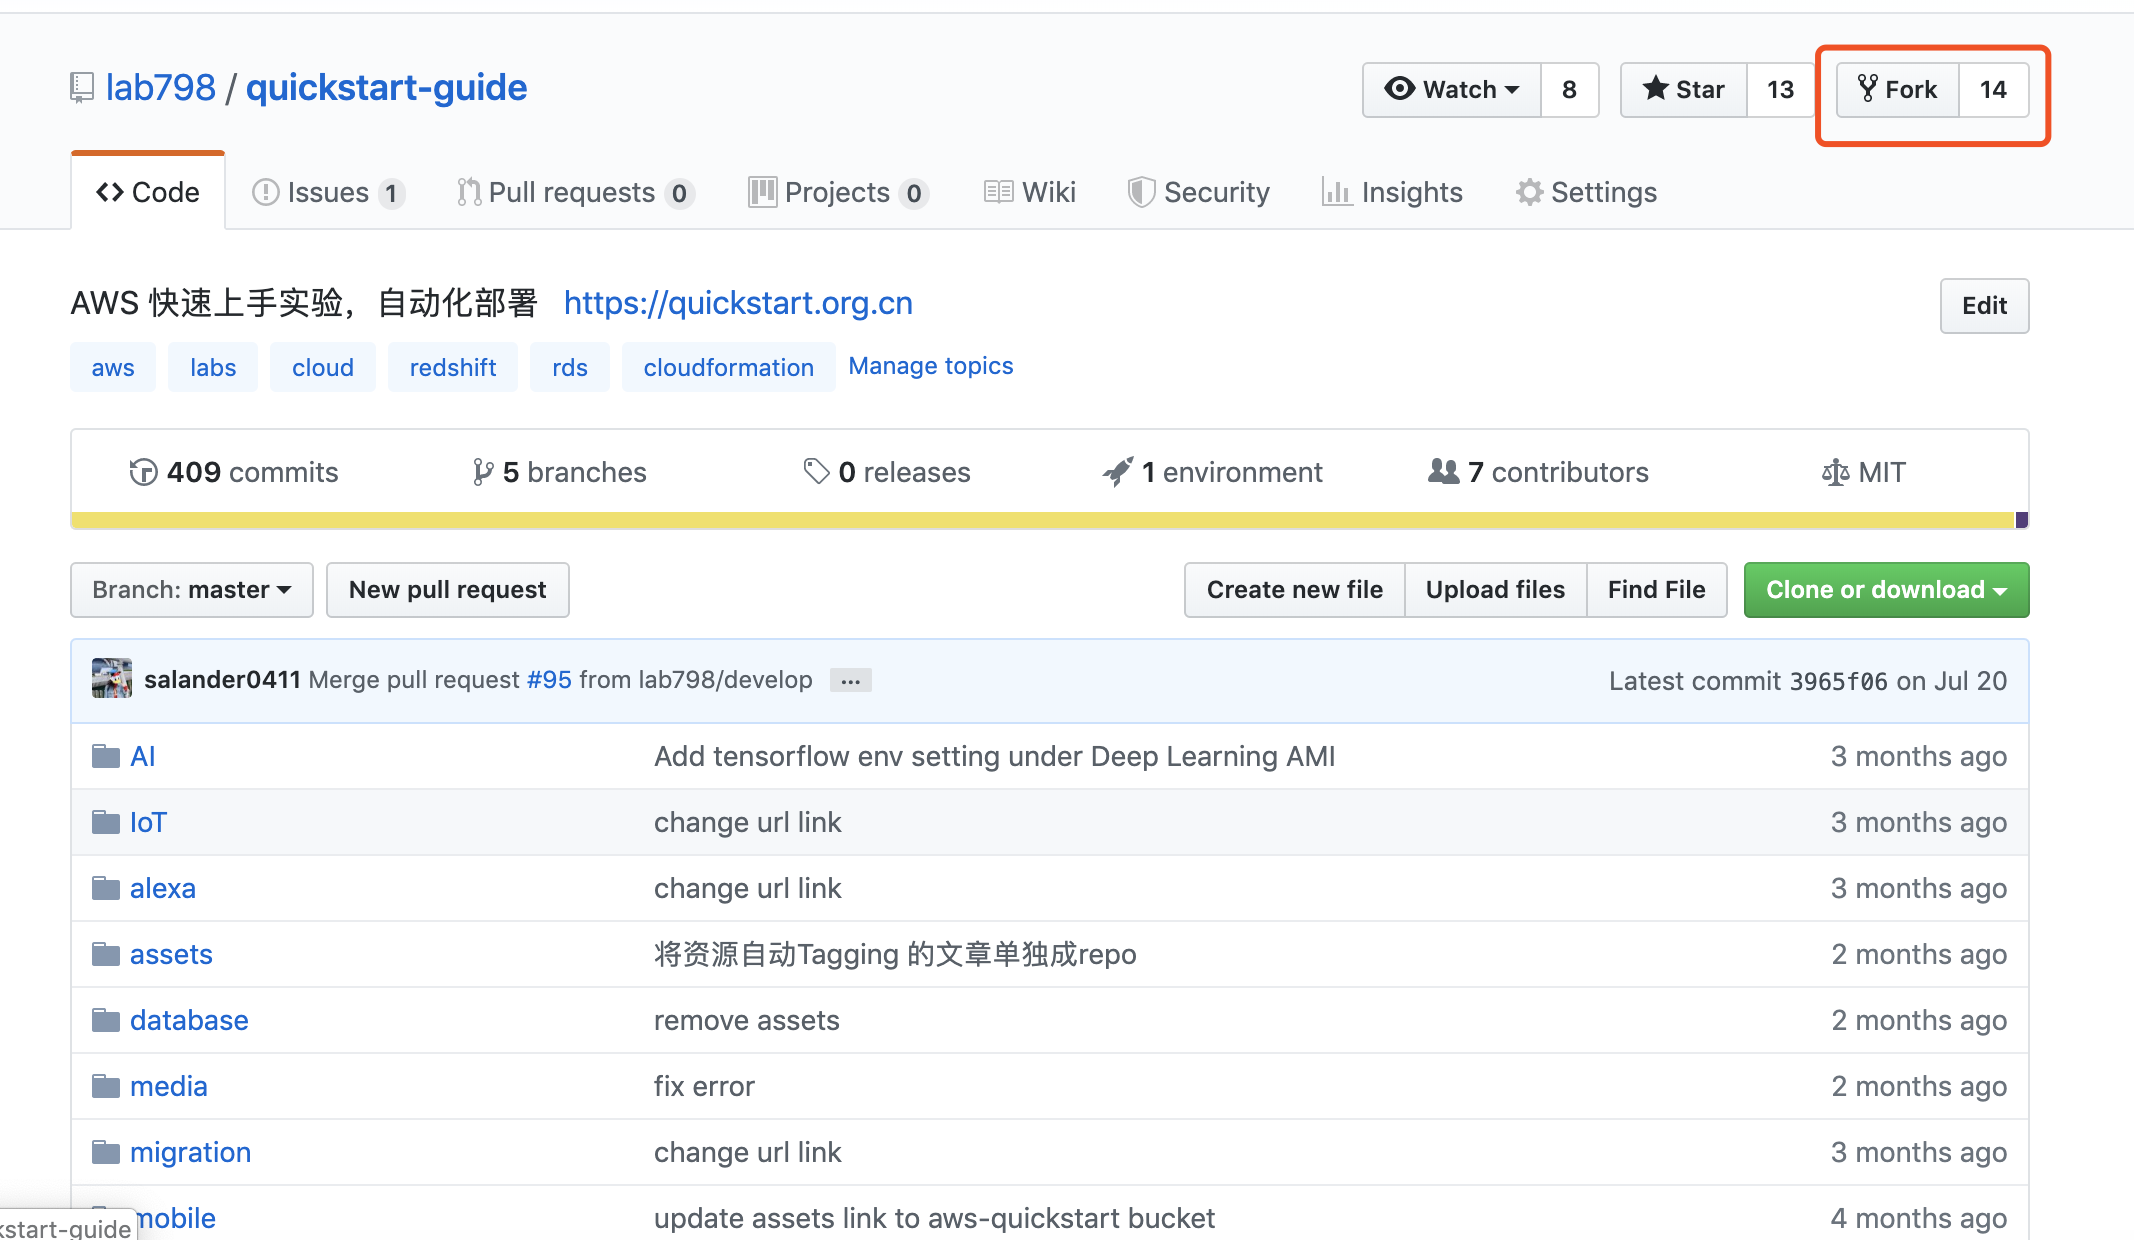 lab798 / quickstart-guide
Watch 8 Star 13 Fork 14
Code Issues 1 Pull requests 0 Projects 0 Wiki Security Insights Settings
AWS 快速上手实验，自动化部署 https://quickstart.org.cn Edit
aws labs cloud redshift rds cloudformation Manage topics
409 commits 5 branches 0 releases 1 environment 7 contributors MIT
Branch: master New pull request Create new file Upload files Find File Clone or download
salander0411 Merge pull request #95 from lab798/develop ... Latest commit 3965f06 on Jul 20
AI Add tensorflow env setting under Deep Learning AMI 3 months ago
IoT change url link 3 months ago
alexa change url link 3 months ago
assets 将资源自动Tagging 的文章单独成repo 2 months ago
database remove assets 2 months ago
media fix error 2 months ago
migration change url link 3 months ago
mobile update assets link to aws-quickstart bucket 4 months ago
kstart-guide